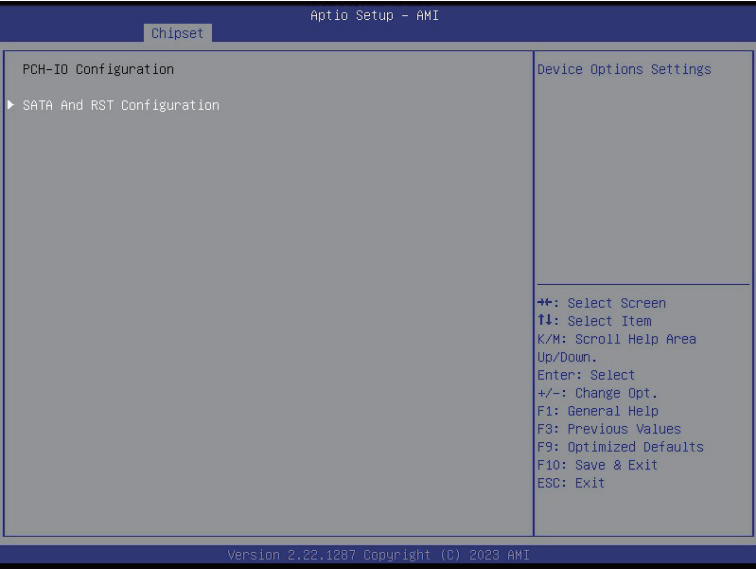 Aptio Setup – AMI
Chipset
PCH-IO Configuration
SATA And RST Configuration
Device Options Settings
→←: Select Screen
↑↓: Select Item
K/M: Scroll Help Area
Up/Down.
Enter: Select
+/-: Change Opt.
F1: General Help
F3: Previous Values
F9: Optimized Defaults
F10: Save & Exit
ESC: Exit
Version 2.22.1287 Copyright (C) 2023 AMI